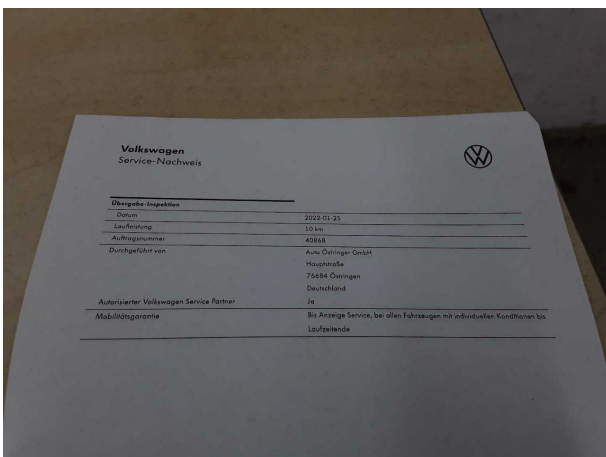 Volkswagen
Service-Nachweis
Übergabe-Inspektion
Datum 2022-01-25
Laufleistung 10 km
Auftragsnummer 40868
Durchgeführt von Auto Östringer GmbH
Hauptstraße
76684 Östringen
Deutschland
Autorisierter Volkswagen Service Partner Ja
Mobilitätsgarantie Bis Anzeige Service, bei allen Fahrzeugen mit individuellen Konditionen bis
Laufzeitende